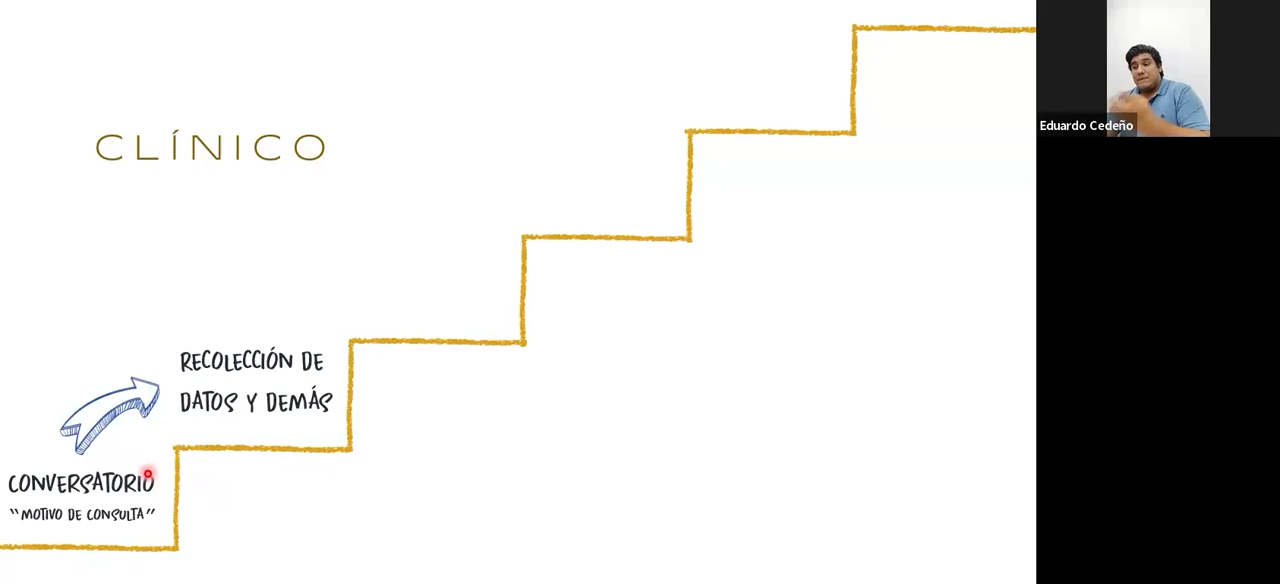 CLÍNICO
RECOLECCIÓN DE
DATOS Y DEMÁS
CONVERSATORIO
"MOTIVO DE CONSULTA"
Eduardo Cedeño